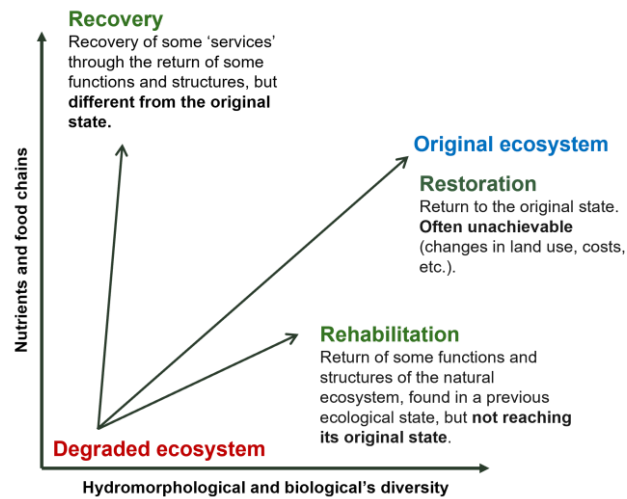 Recovery
Recovery of some ‘services’
through the return of some
functions and structures, but
different from the original
state.
Original ecosystem
Restoration
Return to the original state.
Often unachievable
(changes in land use, costs,
etc.).
Rehabilitation
Return of some functions and
structures of the natural
ecosystem, found in a previous
ecological state, but not reaching
its original state.
Degraded ecosystem
Nutrients and food chains
Hydromorphological and biological’s diversity